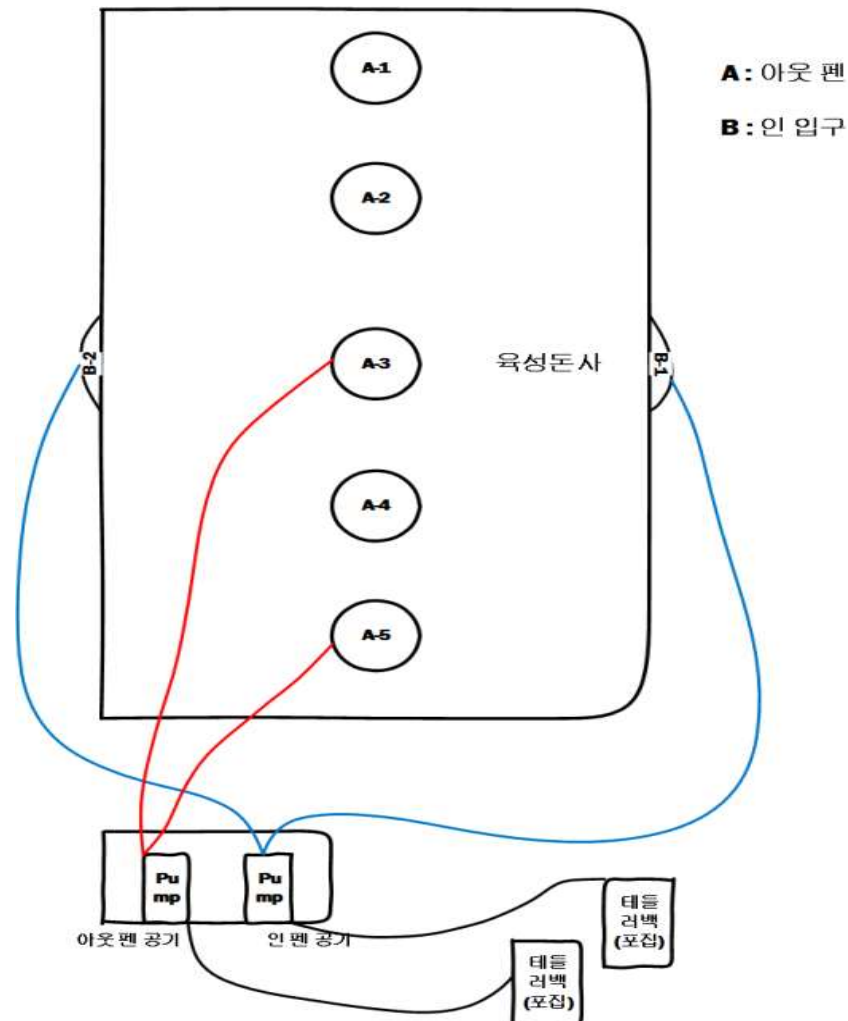 A-1
A : 아웃 펜
B : 인 입구
A-2
B-2
A-3
육성돈사
B-1
A-4
A-5
Pu
mp
Pu
mp
아웃 펜 공기
인 펜 공기
테들
러백
(포집)
테들
러백
(포집)